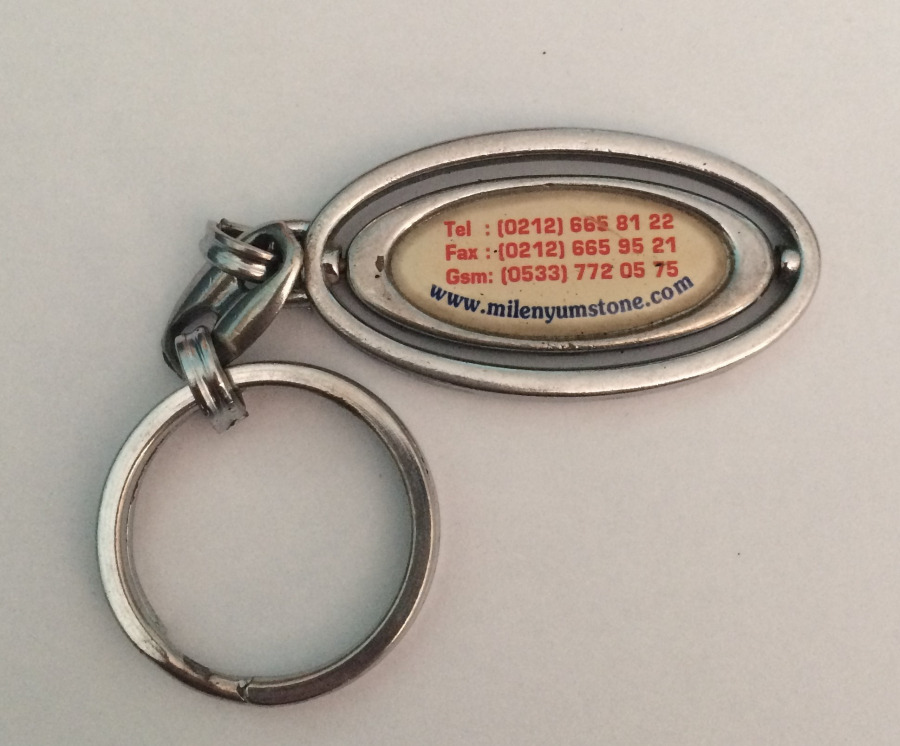 Tel : (0212) 665 81 22
Fax : (0212) 665 95 21
Gsm: (0533) 772 05 75
www.milenyumstone.com